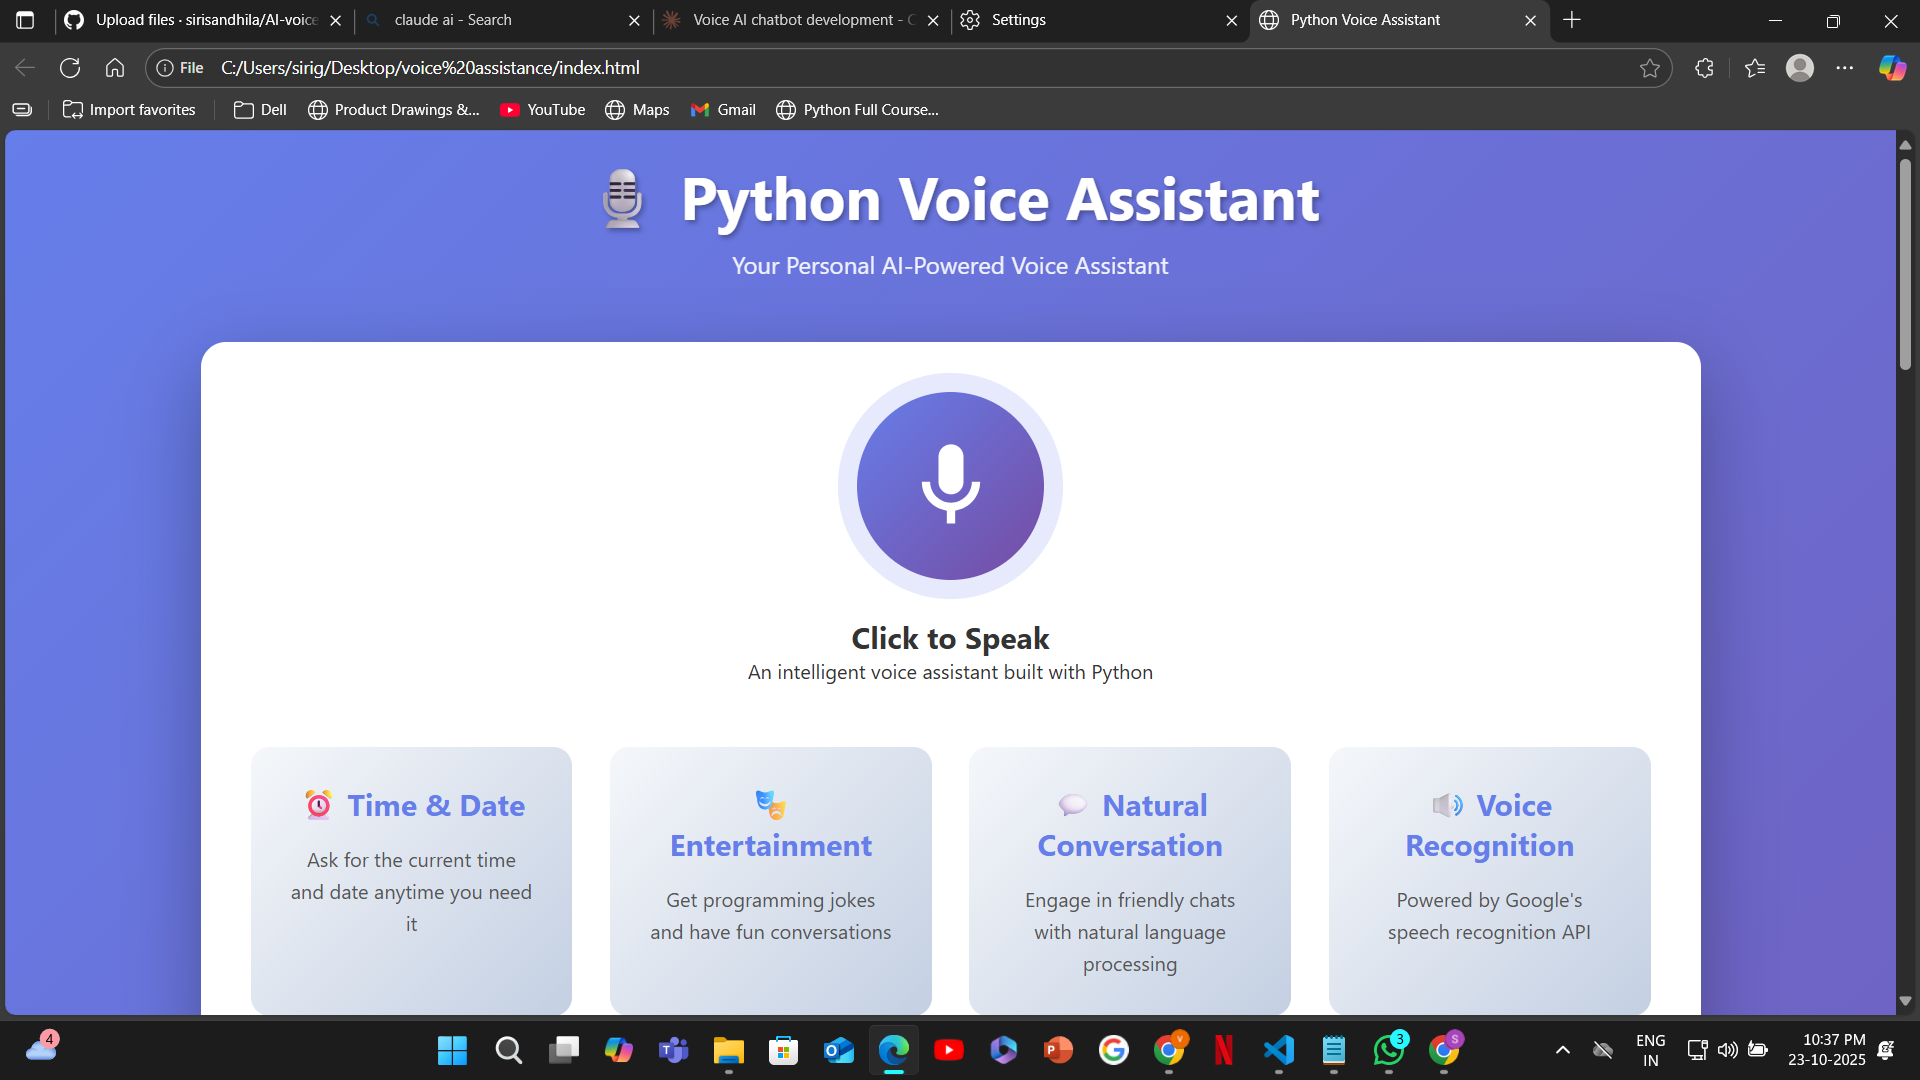 Upload files · sirisandhila/AI-voice
claude ai - Search
Voice AI chatbot development - C
Settings
Python Voice Assistant
File
C:/Users/sirig/Desktop/voice%20assistance/index.html
Import favorites
Dell
Product Drawings &...
YouTube
Maps
Gmail
Python Full Course...
Python Voice Assistant
Your Personal AI-Powered Voice Assistant
Click to Speak
An intelligent voice assistant built with Python
Time & Date
Ask for the current time
and date anytime you need
it
Entertainment
Get programming jokes
and have fun conversations
Natural
Conversation
Engage in friendly chats
with natural language
processing
Voice
Recognition
Powered by Google's
speech recognition API
4
T
O
P
G
V
N
3
S
ENG
IN
10:37 PM
23-10-2025